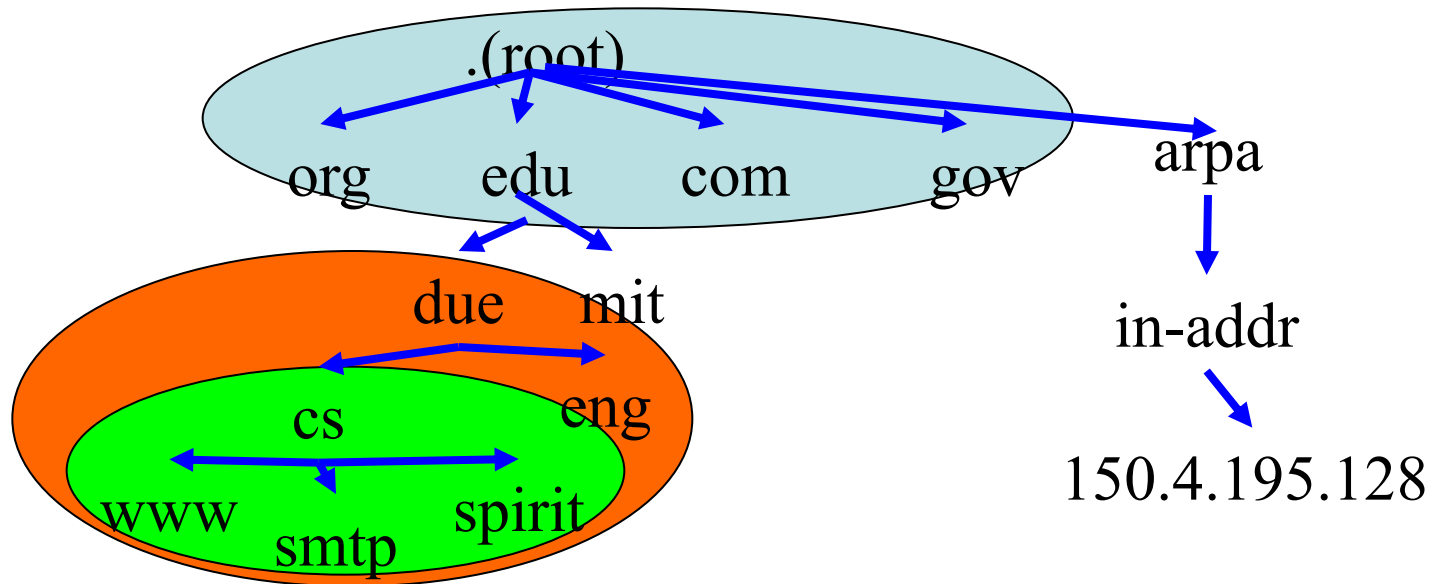 .(root)
org edu com gov arpa
due mit in-addr
cs eng
www smtp spirit 150.4.195.128